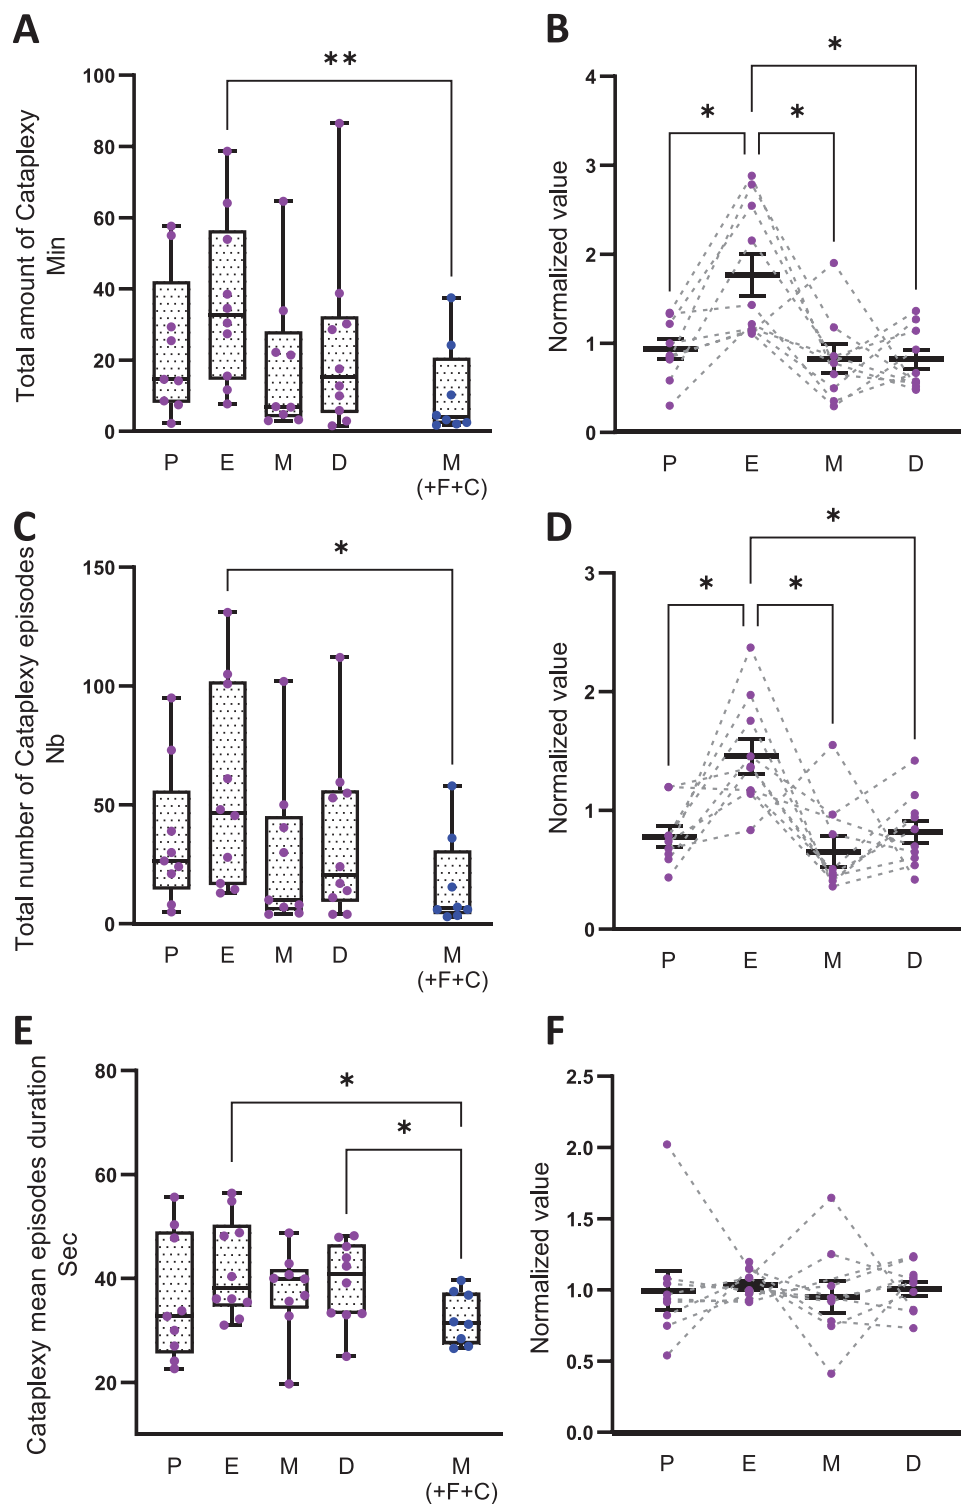 A
Total amount of Cataplexy
Min
100
80
60
40
20
0
**
P
E
M
D
M
(+F+C)
B
Normalized value
4
3
2
1
0
*
*
*
P
E
M
D
C
Total number of Cataplexy episodes
Nb
150
100
50
0
*
P
E
M
D
M
(+F+C)
D
Normalized value
3
2
1
0
*
*
*
P
E
M
D
E
Cataplexy mean episodes duration
Sec
80
60
40
20
*
*
P
E
M
D
M
(+F+C)
F
Normalized value
2.5
2.0
1.5
1.0
0.5
0.0
P
E
M
D